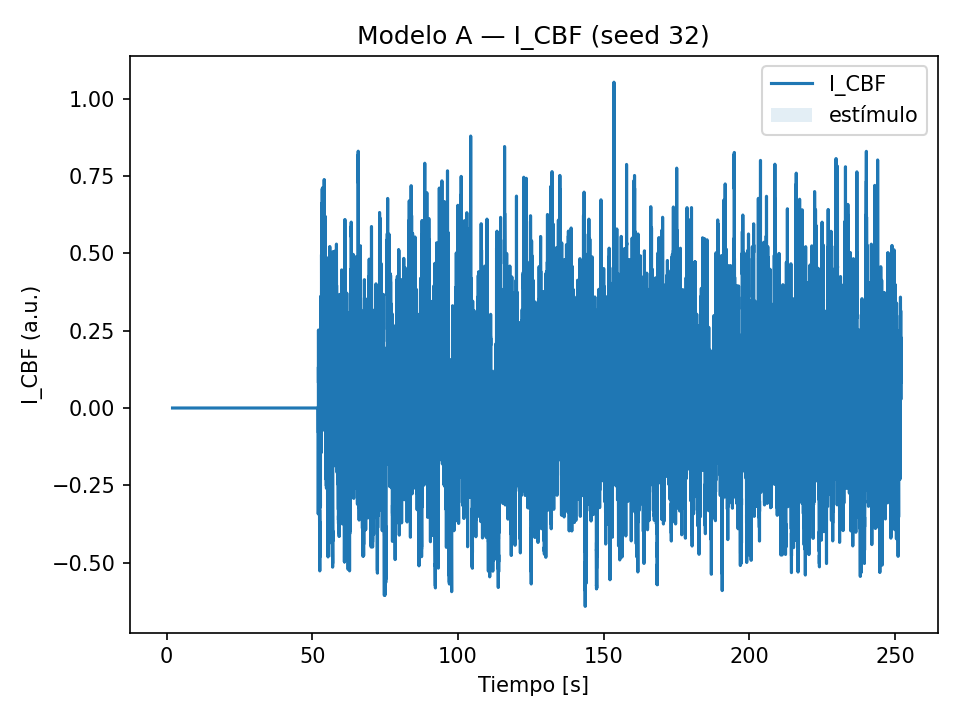 Modelo A — I_CBF (seed 32)
I_CBF
estímulo
1.00
0.75
0.50
0.25
0.00
−0.25
−0.50
I_CBF (a.u.)
0 50 100 150 200 250
Tiempo [s]